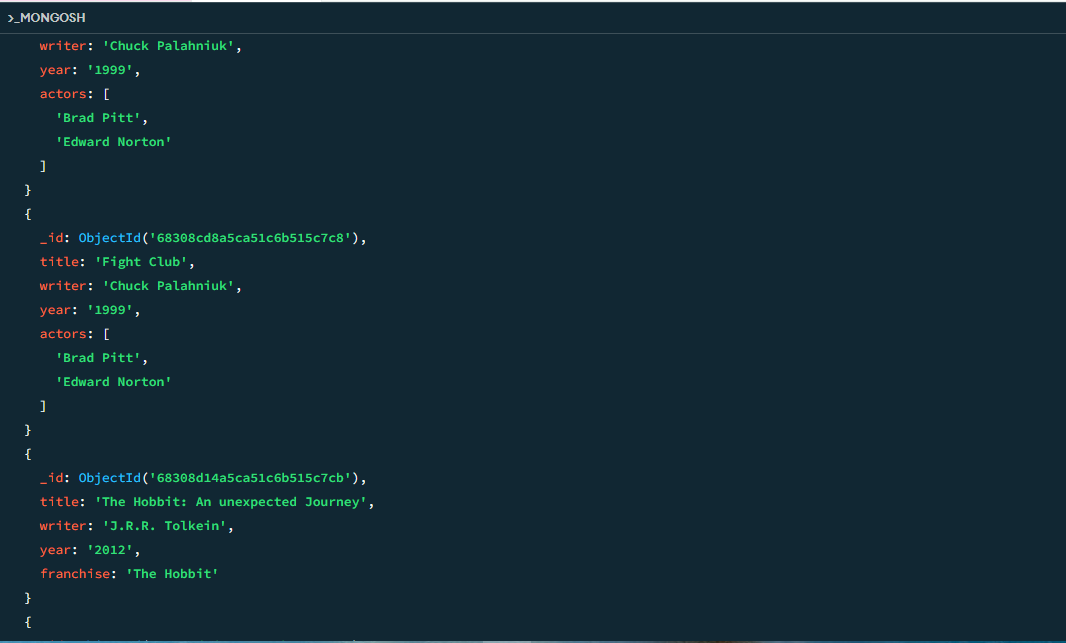 >_MONGOSH
writer: 'Chuck Palahniuk',
year: '1999',
actors: [
'Brad Pitt',
'Edward Norton'
]
}
{
_id: ObjectId('68308cd8a5ca51c6b515c7c8'),
title: 'Fight Club',
writer: 'Chuck Palahniuk',
year: '1999',
actors: [
'Brad Pitt',
'Edward Norton'
]
}
{
_id: ObjectId('68308d14a5ca51c6b515c7cb'),
title: 'The Hobbit: An unexpected Journey',
writer: 'J.R.R. Tolkein',
year: '2012',
franchise: 'The Hobbit'
}
{